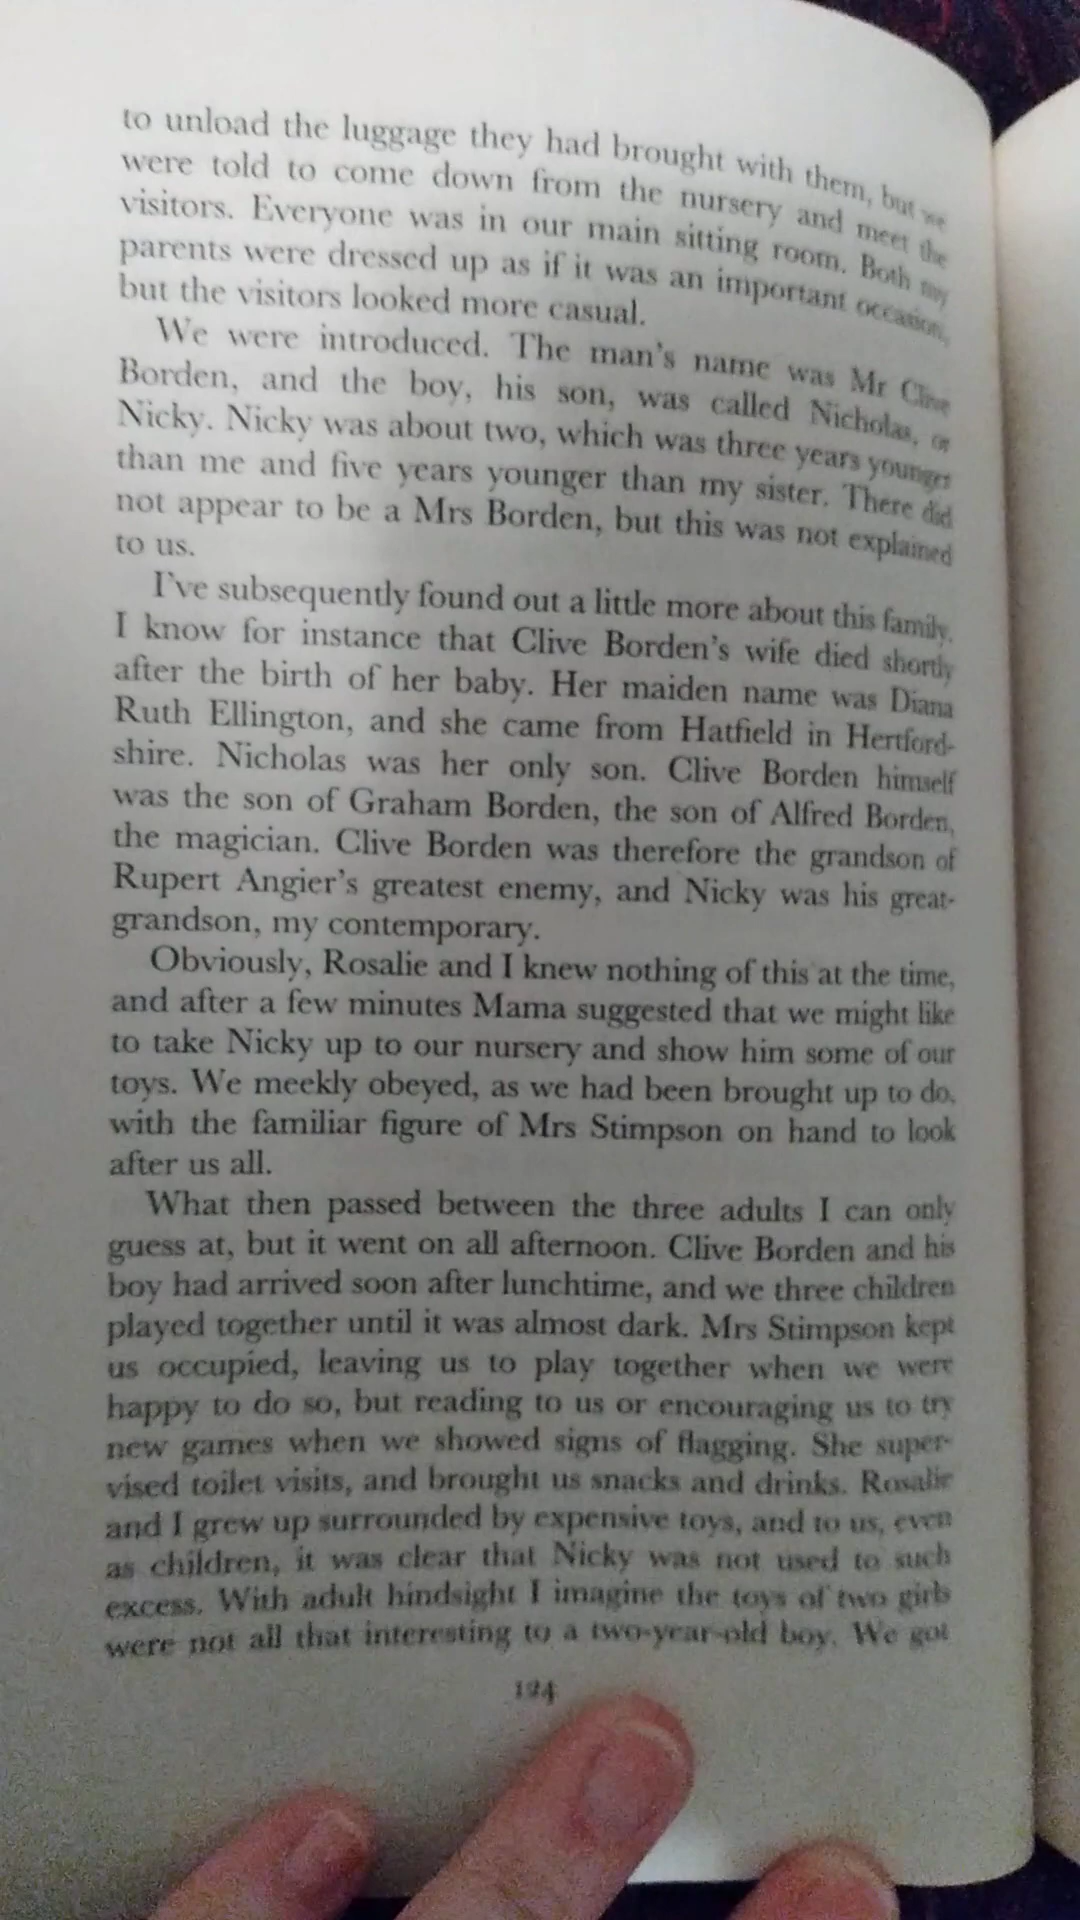 to unload the luggage they had brought with them, but we
were told to come down from the nursery and meet the
visitors. Everyone was in our main sitting room. Both my
parents were dressed up as if it was an important occasion,
but the visitors looked more casual.
We were introduced. The man's name was Mr Clive
Borden, and the boy, his son, was called Nicholas, or
Nicky. Nicky was about two, which was three years younger
than me and five years younger than my sister. There did
not appear to be a Mrs Borden, but this was not explained
to us.
I've subsequently found out a little more about this family.
I know for instance that Clive Borden's wife died shortly
after the birth of her baby. Her maiden name was Diana
Ruth Ellington, and she came from Hatfield in Hertford-
shire. Nicholas was her only son. Clive Borden himself
was the son of Graham Borden, the son of Alfred Borden,
the magician. Clive Borden was therefore the grandson of
Rupert Angier's greatest enemy, and Nicky was his great-
grandson, my contemporary.
Obviously, Rosalie and I knew nothing of this at the time,
and after a few minutes Mama suggested that we might like
to take Nicky up to our nursery and show him some of our
toys. We meekly obeyed, as we had been brought up to do,
with the familiar figure of Mrs Stimpson on hand to look
after us all.
What then passed between the three adults I can only
guess at, but it went on all afternoon. Clive Borden and his
boy had arrived soon after lunchtime, and we three children
played together until it was almost dark. Mrs Stimpson kept
us occupied, leaving us to play together when we were
happy to do so, but reading to us or encouraging us to try
new games when we showed signs of flagging. She super-
vised toilet visits, and brought us snacks and drinks. Rosalie
and I grew up surrounded by expensive toys, and to us, even
as children, it was clear that Nicky was not used to such
excess. With adult hindsight I imagine the toys of two girls
were not all that interesting to a two-year-old boy. We got
124